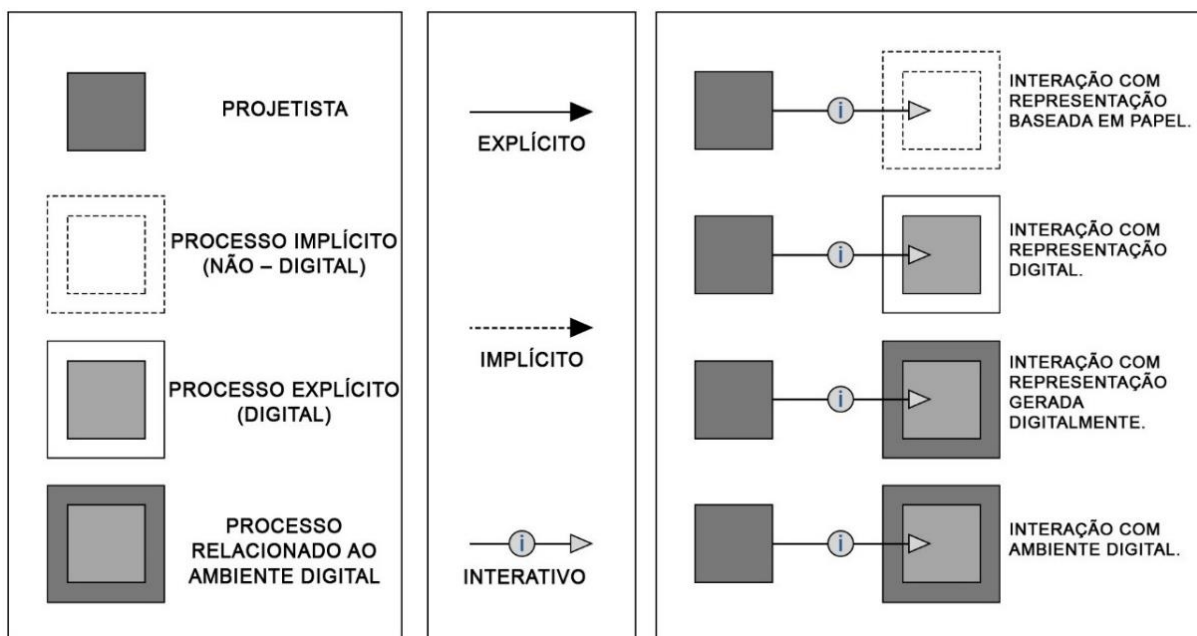 PROJETISTA
PROCESSO IMPLÍCITO
(NÃO – DIGITAL)
PROCESSO EXPLÍCITO
(DIGITAL)
PROCESSO
RELACIONADO AO
AMBIENTE DIGITAL
EXPLÍCITO
IMPLÍCITO
i
INTERATIVO
i
INTERAÇÃO COM
REPRESENTAÇÃO
BASEADA EM PAPEL.
i
INTERAÇÃO COM
REPRESENTAÇÃO
DIGITAL.
i
INTERAÇÃO COM
REPRESENTAÇÃO
GERADA
DIGITALMENTE.
i
INTERAÇÃO COM
AMBIENTE DIGITAL.